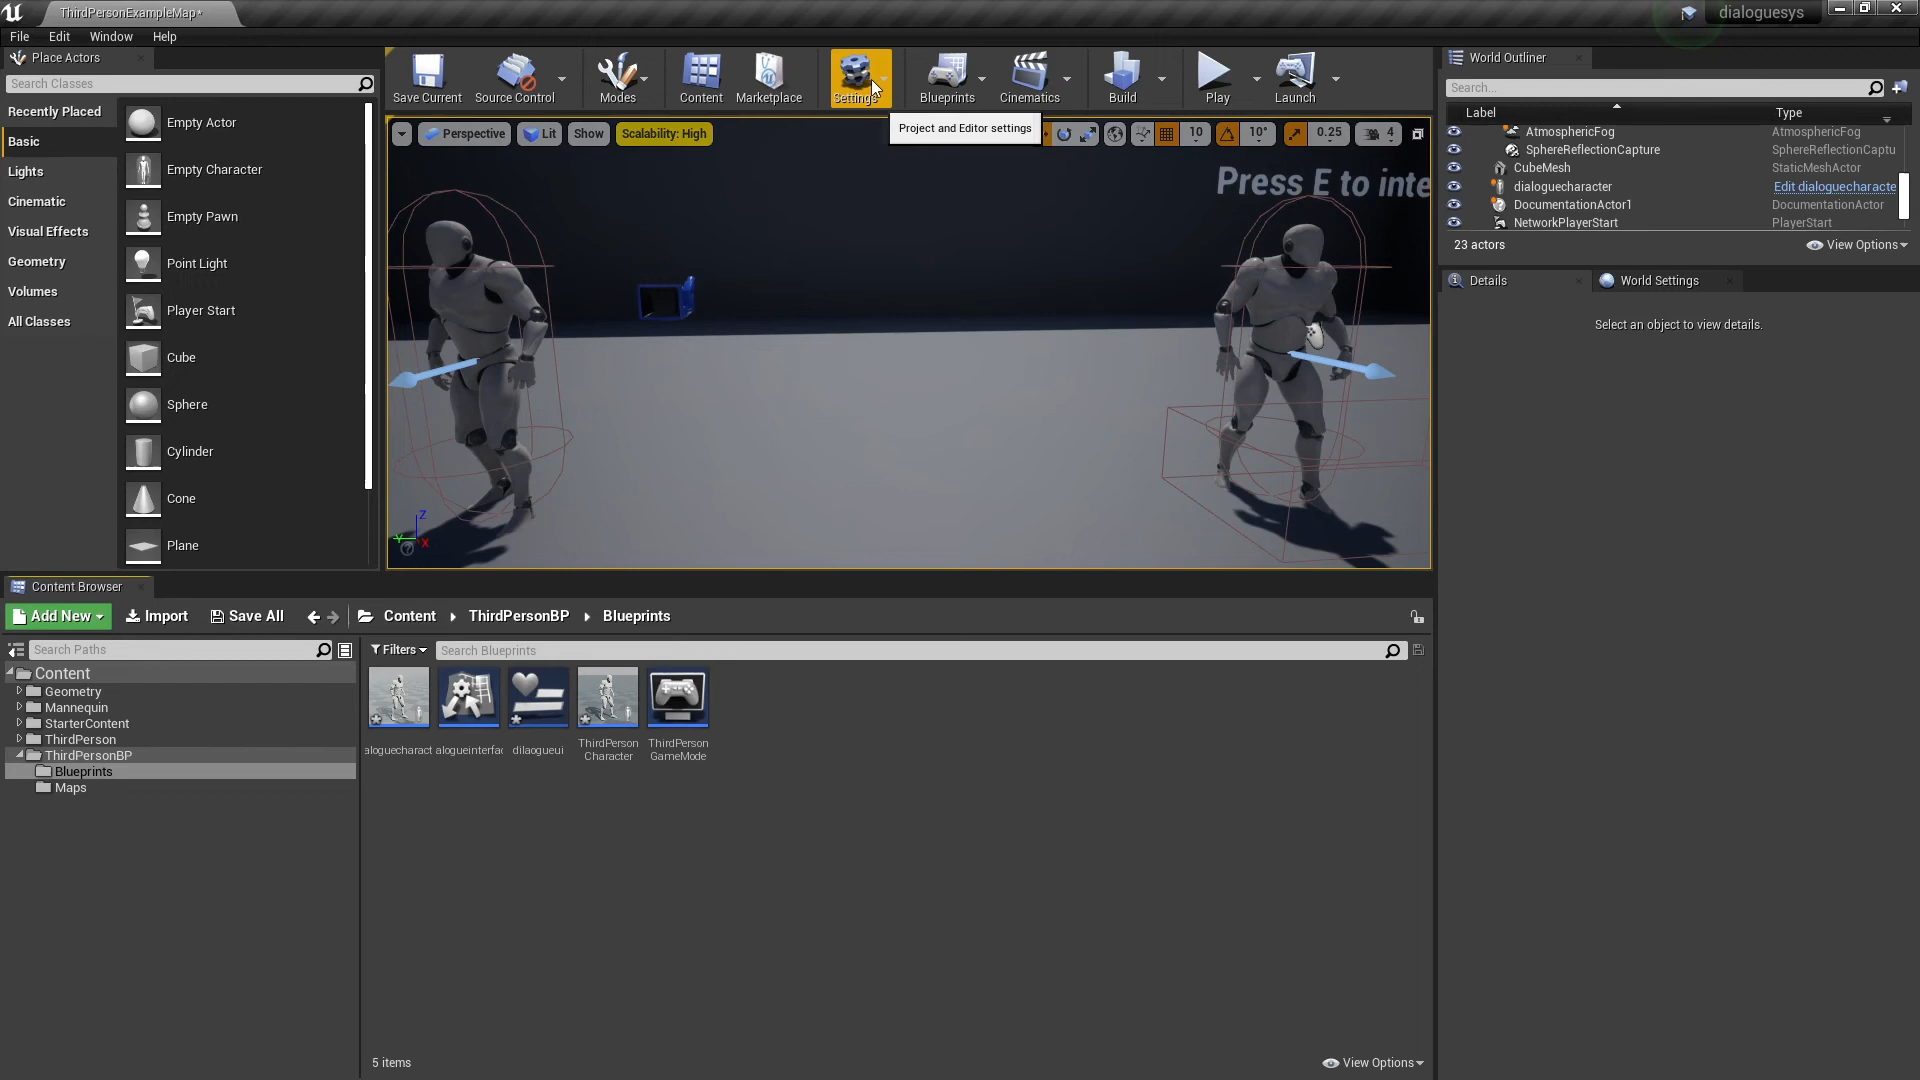 ThirdPersonExampleMap*
dialoguesys
File Edit Window Help
Place Actors
Search Classes
Recently Placed
Basic
Lights
Cinematic
Visual Effects
Geometry
Volumes
All Classes
Empty Actor
Empty Character
Empty Pawn
Point Light
Player Start
Cube
Sphere
Cylinder
Cone
Plane
Save Current Source Control Modes Content Marketplace Settings Blueprints Cinematics Build Play Launch
Project and Editor settings
Perspective Lit Show Scalability: High 10 10° 0.25 4
Press E to inte
Z
Y X
World Outliner
Search...
Label Type
AtmosphericFog AtmosphericFog
SphereReflectionCapture SphereReflectionCaptu
CubeMesh StaticMeshActor
dialoguecharacter Edit dialoguecharacte
DocumentationActor1 DocumentationActor
NetworkPlayerStart PlayerStart
23 actors View Options
Details World Settings
Select an object to view details.
Content Browser
Add New Import Save All Content ThirdPersonBP Blueprints
Search Paths
Content
Geometry
Mannequin
StarterContent
ThirdPerson
ThirdPersonBP
Blueprints
Maps
Filters Search Blueprints
aloguecharact alogueinterfac dilaogueui ThirdPerson Character ThirdPerson GameMode
5 items View Options